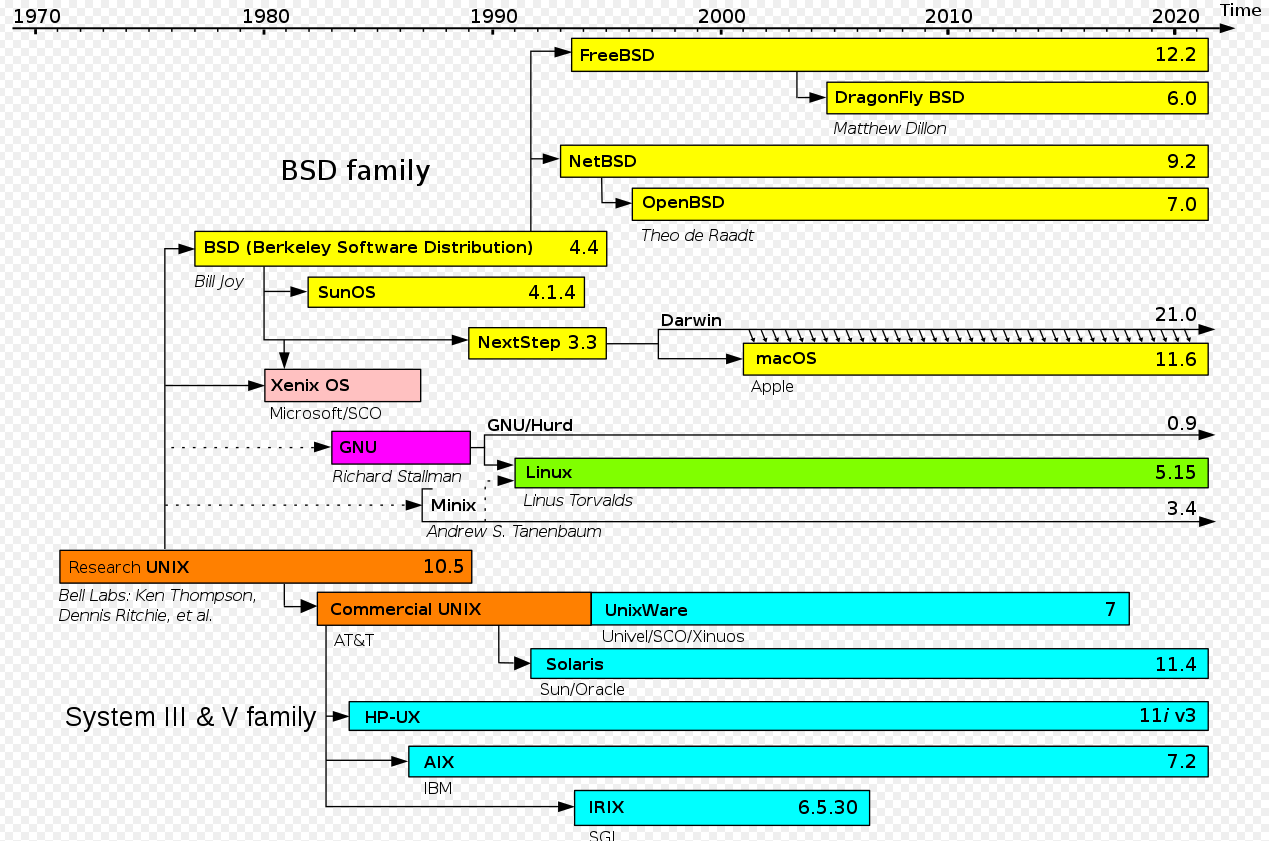 1970 1980 1990 2000 2010 2020 Time
FreeBSD 12.2
DragonFly BSD 6.0
Matthew Dillon
BSD family
NetBSD 9.2
OpenBSD 7.0
Theo de Raadt
BSD (Berkeley Software Distribution) 4.4
Bill Joy
SunOS 4.1.4
Darwin 21.0
NextStep 3.3
macOS 11.6
Apple
Xenix OS
Microsoft/SCO
GNU/Hurd 0.9
GNU
Richard Stallman
Linux 5.15
Linus Torvalds
Minix 3.4
Andrew S. Tanenbaum
Research UNIX 10.5
Bell Labs: Ken Thompson,
Dennis Ritchie, et al.
Commercial UNIX
AT&T
UnixWare 7
Univel/SCO/Xinuos
Solaris 11.4
Sun/Oracle
System III & V family
HP-UX 11i v3
AIX 7.2
IBM
IRIX 6.5.30
SGI